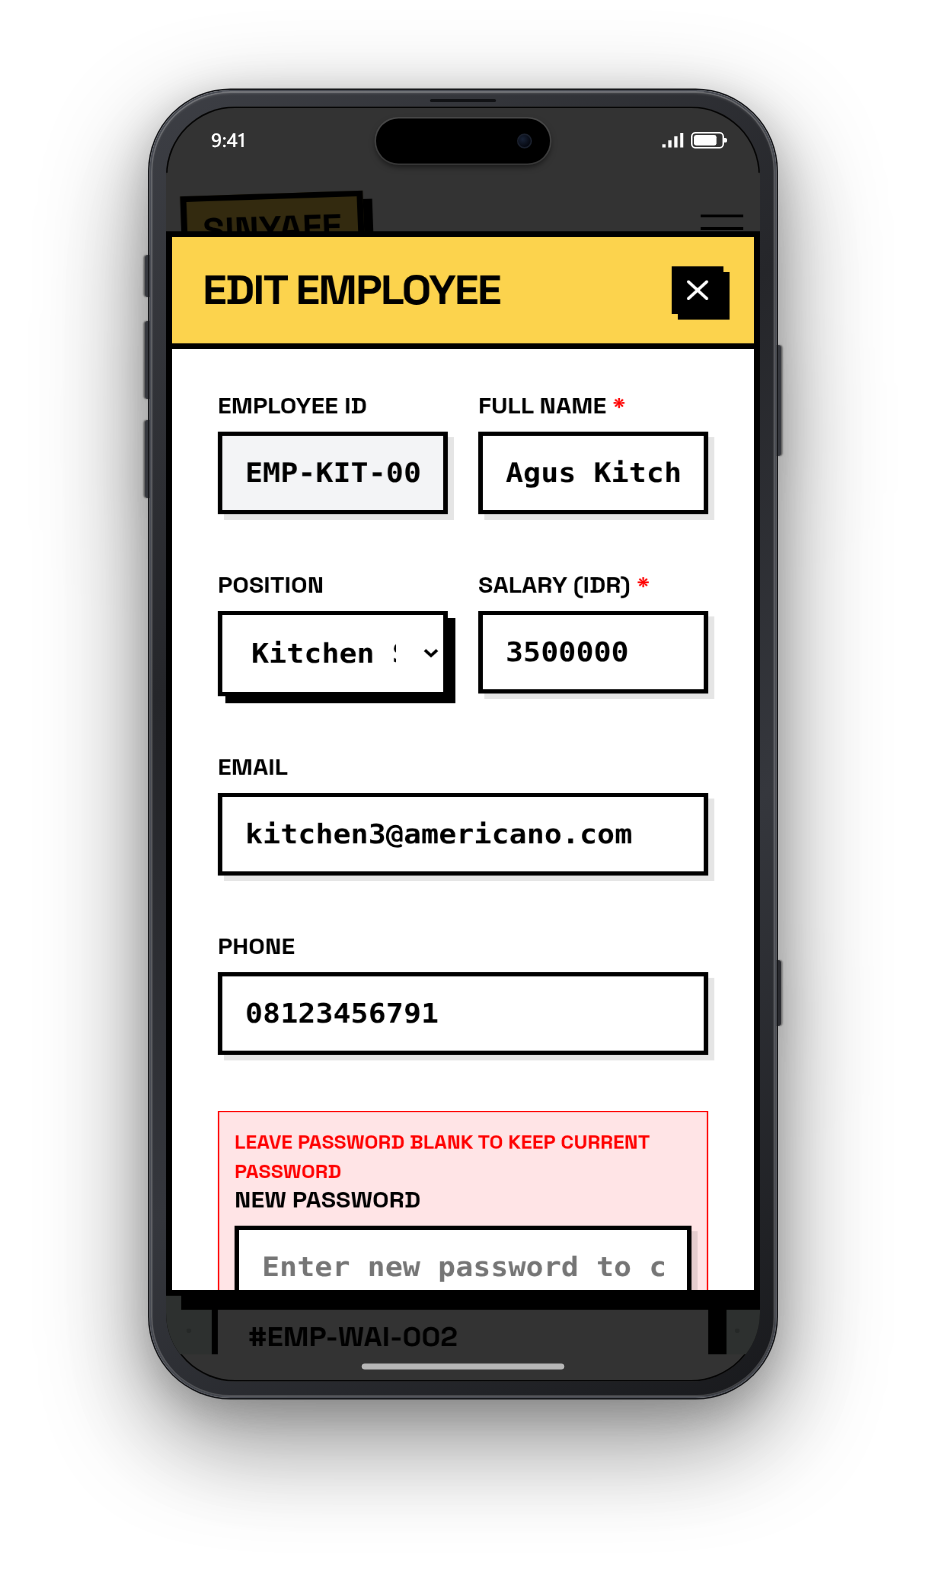 9:41
SINYAFE
EDIT EMPLOYEE
EMPLOYEE ID
FULL NAME *
EMP-KIT-00
Agus Kitch
POSITION
SALARY (IDR) *
Kitchen
3500000
EMAIL
kitchen3@americano.com
PHONE
08123456791
LEAVE PASSWORD BLANK TO KEEP CURRENT
PASSWORD
NEW PASSWORD
Enter new password to c
#EMP-WAI-002